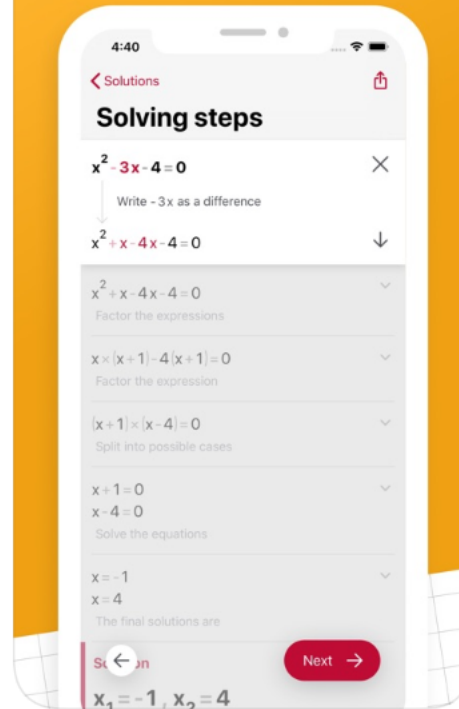 4:40
Solutions
Solving steps
x² - 3x - 4 = 0
Write - 3x as a difference
x² + x - 4x - 4 = 0
x² + x - 4x - 4 = 0
Factor the expressions
x × (x + 1) - 4(x + 1) = 0
Factor the expression
(x + 1) × (x - 4) = 0
Split into possible cases
x + 1 = 0
x - 4 = 0
Solve the equations
x = - 1
x = 4
The final solutions are
Next
x₁ = - 1 , x₂ = 4